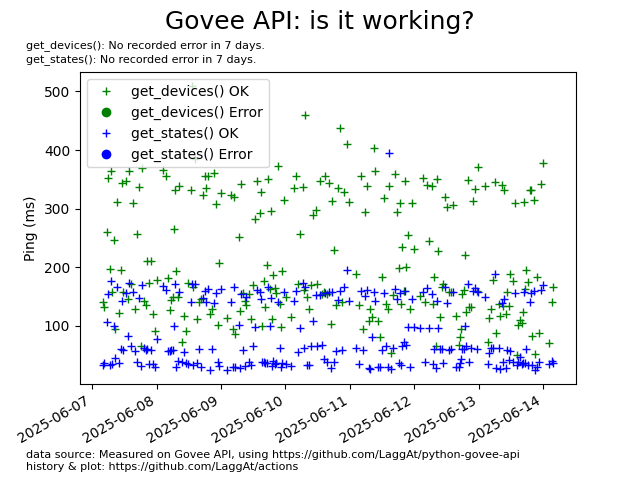 Govee API: is it working?
get_devices(): No recorded error in 7 days.
get_states(): No recorded error in 7 days.
500
400
300
200
100
Ping (ms)
get_devices() OK
get_devices() Error
get_states() OK
get_states() Error
2025-06-07
2025-06-08
2025-06-09
2025-06-10
2025-06-11
2025-06-12
2025-06-13
2025-06-14
data source: Measured on Govee API, using https://github.com/LaggAt/python-govee-api
history & plot: https://github.com/LaggAt/actions